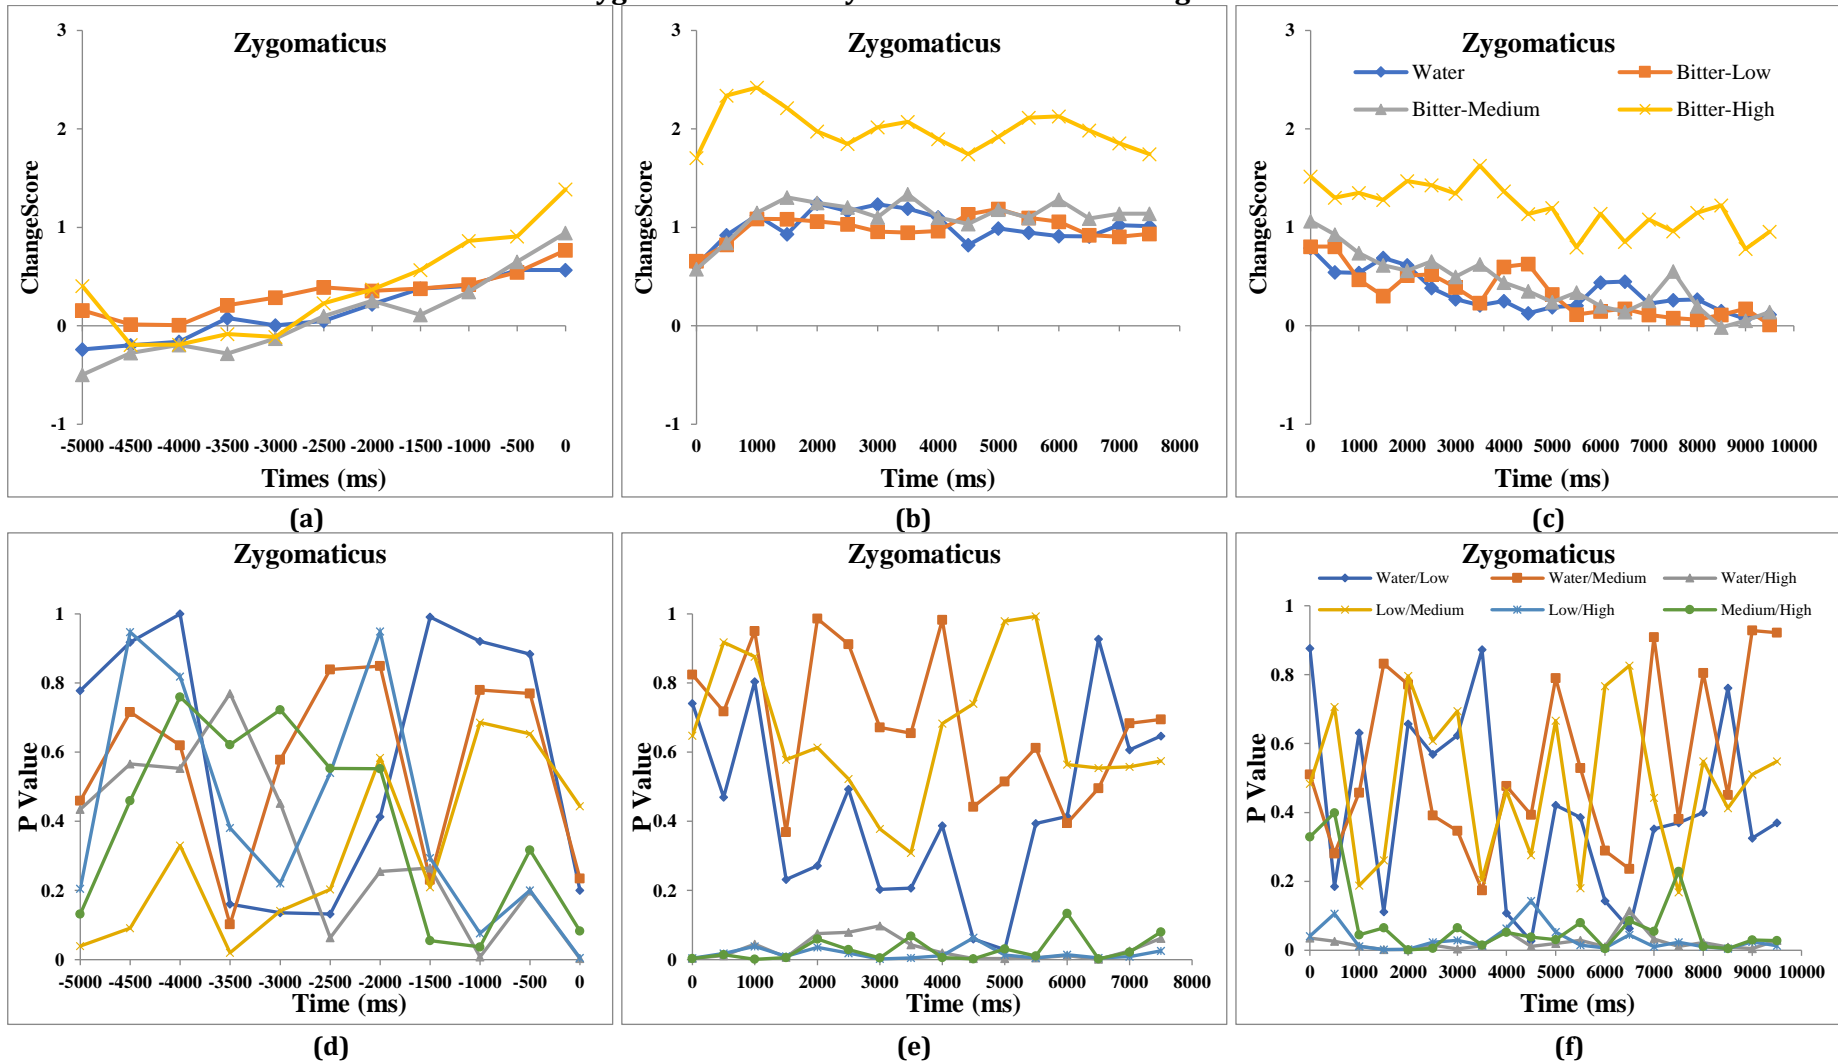 Zygomaticus
3
2
1
0
-1
ChangeScore
-5000 -4500 -4000 -3500 -3000 -2500 -2000 -1500 -1000 -500 0
Times (ms)
(a)
Zygomaticus
3
2
1
0
-1
ChangeScore
0 1000 2000 3000 4000 5000 6000 7000 8000
Time (ms)
(b)
Zygomaticus
Water Bitter-Low
Bitter-Medium Bitter-High
3
2
1
0
-1
ChangeScore
0 1000 2000 3000 4000 5000 6000 7000 8000 9000 10000
Time (ms)
(c)
Zygomaticus
1
0.8
0.6
0.4
0.2
0
P Value
-5000 -4500 -4000 -3500 -3000 -2500 -2000 -1500 -1000 -500 0
Time (ms)
(d)
Zygomaticus
1
0.8
0.6
0.4
0.2
0
P Value
0 1000 2000 3000 4000 5000 6000 7000 8000
Time (ms)
(e)
Zygomaticus
Water/Low Water/Medium Water/High
Low/Medium Low/High Medium/High
1
0.8
0.6
0.4
0.2
0
P Value
0 1000 2000 3000 4000 5000 6000 7000 8000 9000 10000
Time (ms)
(f)